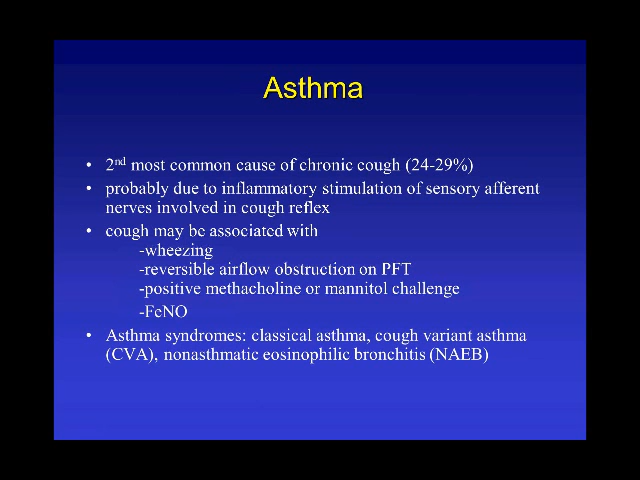 Asthma
• 2nd most common cause of chronic cough (24-29%)
• probably due to inflammatory stimulation of sensory afferent
nerves involved in cough reflex
• cough may be associated with
-wheezing
-reversible airflow obstruction on PFT
-positive methacholine or mannitol challenge
-FeNO
• Asthma syndromes: classical asthma, cough variant asthma
(CVA), nonasthmatic eosinophilic bronchitis (NAEB)